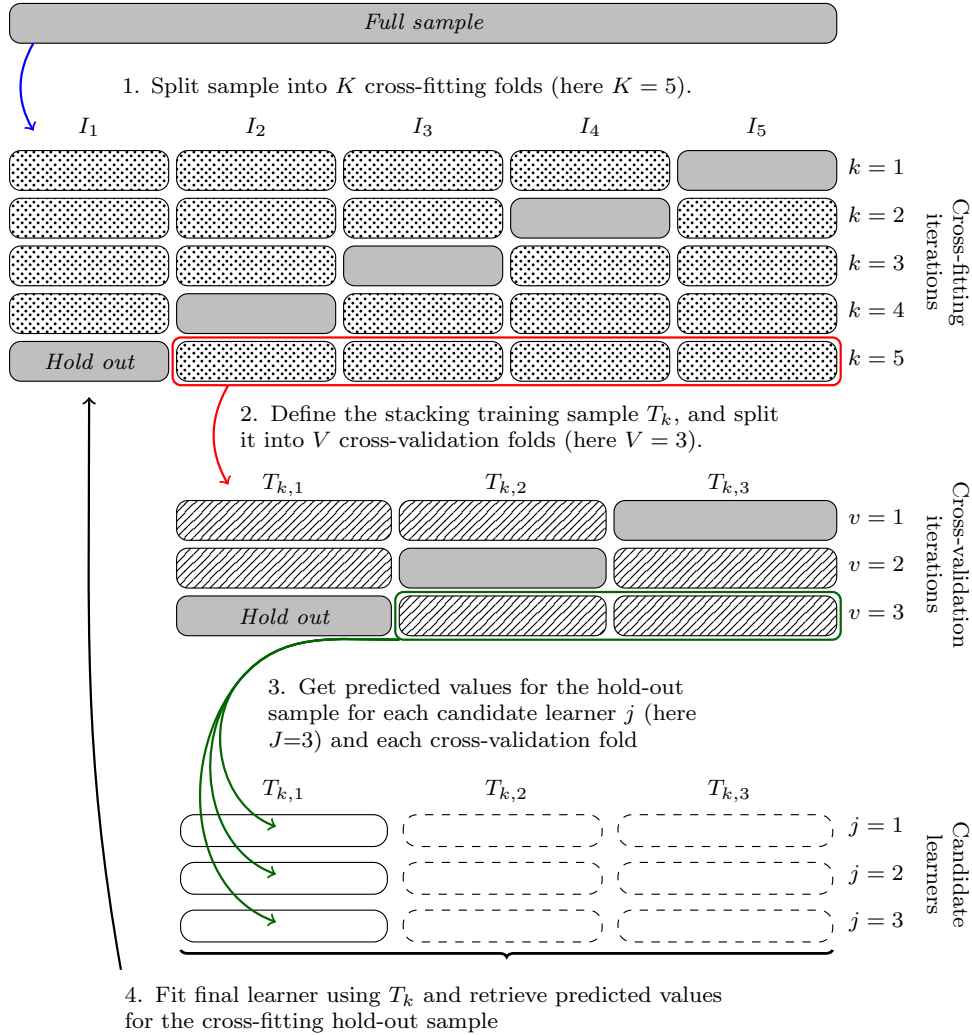 Full sample
1. Split sample into K cross-fitting folds (here K = 5).
I₁ I₂ I₃ I₄ I₅
k = 1
k = 2
k = 3
k = 4
Hold out k = 5
Cross-fitting
iterations
2. Define the stacking training sample Tₖ, and split
it into V cross-validation folds (here V = 3).
Tₖ,₁ Tₖ,₂ Tₖ,₃
v = 1
v = 2
Hold out v = 3
Cross-validation
iterations
3. Get predicted values for the hold-out
sample for each candidate learner j (here
J=3) and each cross-validation fold
Tₖ,₁ Tₖ,₂ Tₖ,₃
j = 1
j = 2
j = 3
Candidate
learners
4. Fit final learner using Tₖ and retrieve predicted values
for the cross-fitting hold-out sample